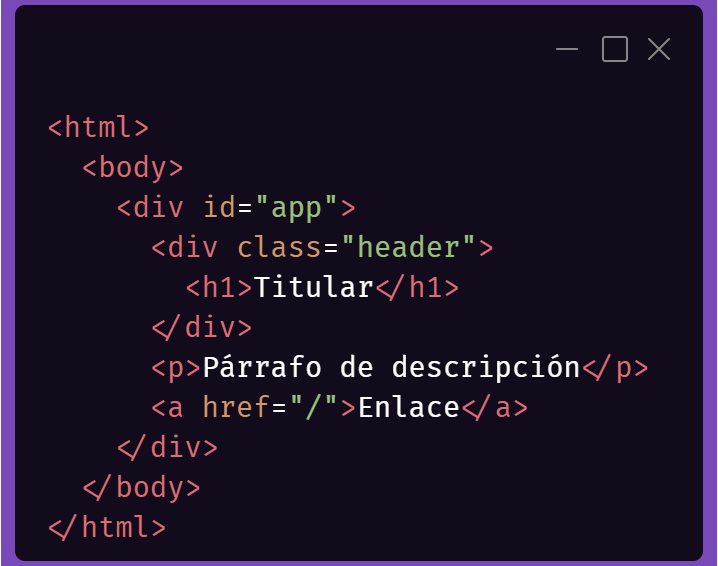 <html>
  <body>
    <div id="app">
      <div class="header">
        <h1>Titular</h1>
      </div>
      <p>Párrafo de descripción</p>
      <a href="/">Enlace</a>
    </div>
  </body>
</html>